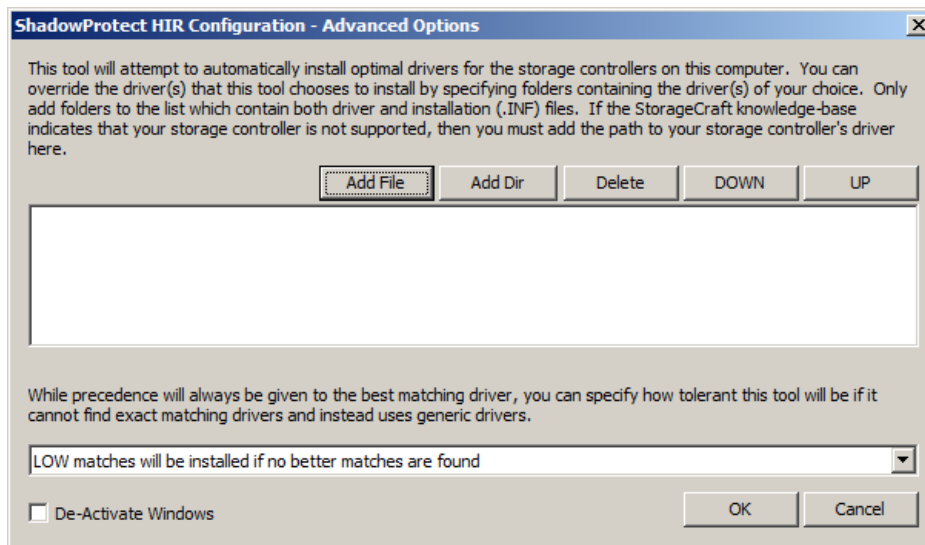 ShadowProtect HIR Configuration - Advanced Options
This tool will attempt to automatically install optimal drivers for the storage controllers on this computer. You can
override the driver(s) that this tool chooses to install by specifying folders containing the driver(s) of your choice. Only
add folders to the list which contain both driver and installation (.INF) files. If the StorageCraft knowledge-base
indicates that your storage controller is not supported, then you must add the path to your storage controller's driver
here.
Add File Add Dir Delete DOWN UP
While precedence will always be given to the best matching driver, you can specify how tolerant this tool will be if it
cannot find exact matching drivers and instead uses generic drivers.
LOW matches will be installed if no better matches are found
De-Activate Windows OK Cancel